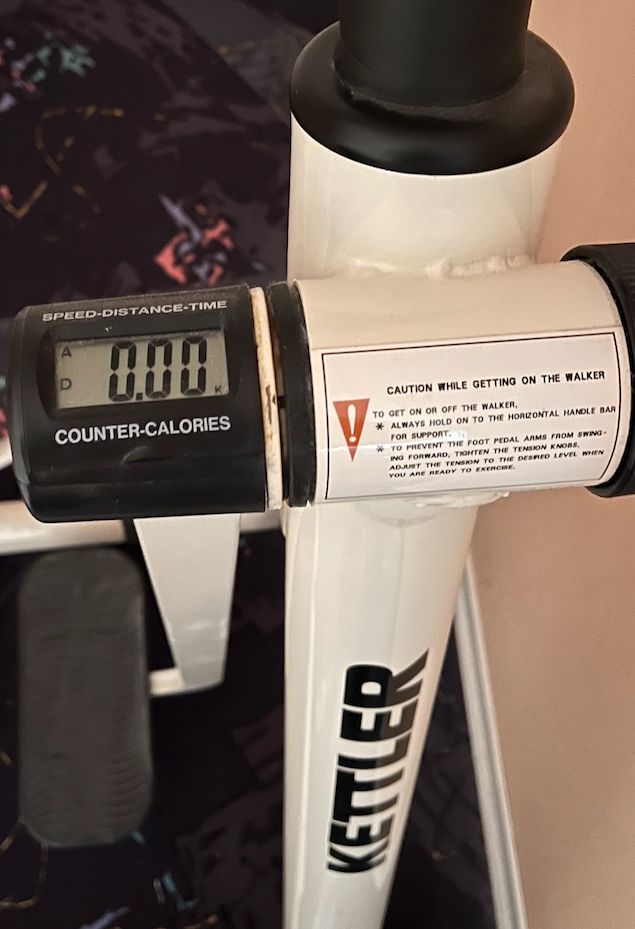 SPEED-DISTANCE-TIME
A
D
0.00 K
COUNTER-CALORIES
CAUTION WHILE GETTING ON THE WALKER
TO GET ON OR OFF THE WALKER,
* ALWAYS HOLD ON TO THE HORIZONTAL HANDLE BAR
FOR SUPPORT.
* TO PREVENT THE FOOT PEDAL ARMS FROM SWING-
ING FORWARD, TIGHTEN THE TENSION KNOBS.
ADJUST THE TENSION TO THE DESIRED LEVEL WHEN
YOU ARE READY TO EXERCISE.
KETTLER